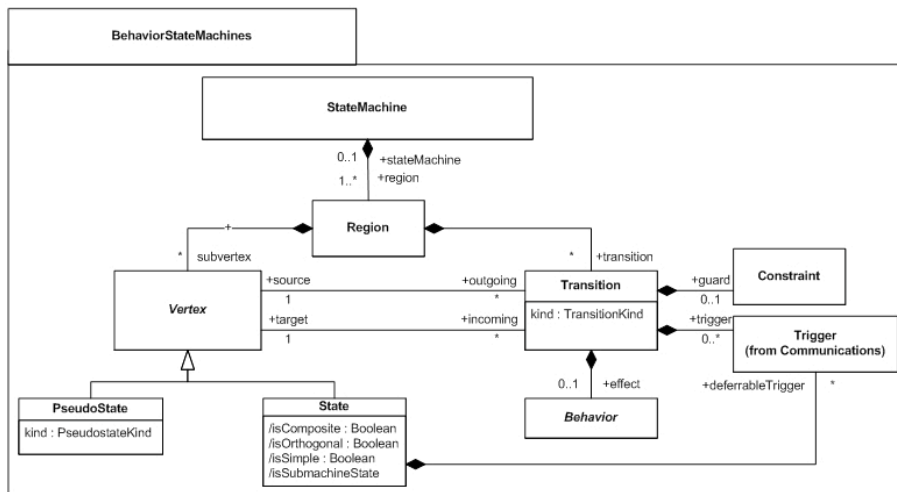 BehaviorStateMachines
StateMachine
0..1
+stateMachine
1..*
+region
Region
+
*
subvertex
*
+transition
Vertex
+source
1
+outgoing
*
+target
1
+incoming
*
Transition
kind : TransitionKind
+guard
0..1
Constraint
+trigger
0..*
Trigger
(from Communications)
+deferrableTrigger
*
0..1
+effect
Behavior
PseudoState
kind : PseudostateKind
State
/isComposite : Boolean
/isOrthogonal : Boolean
/isSimple : Boolean
/isSubmachineState